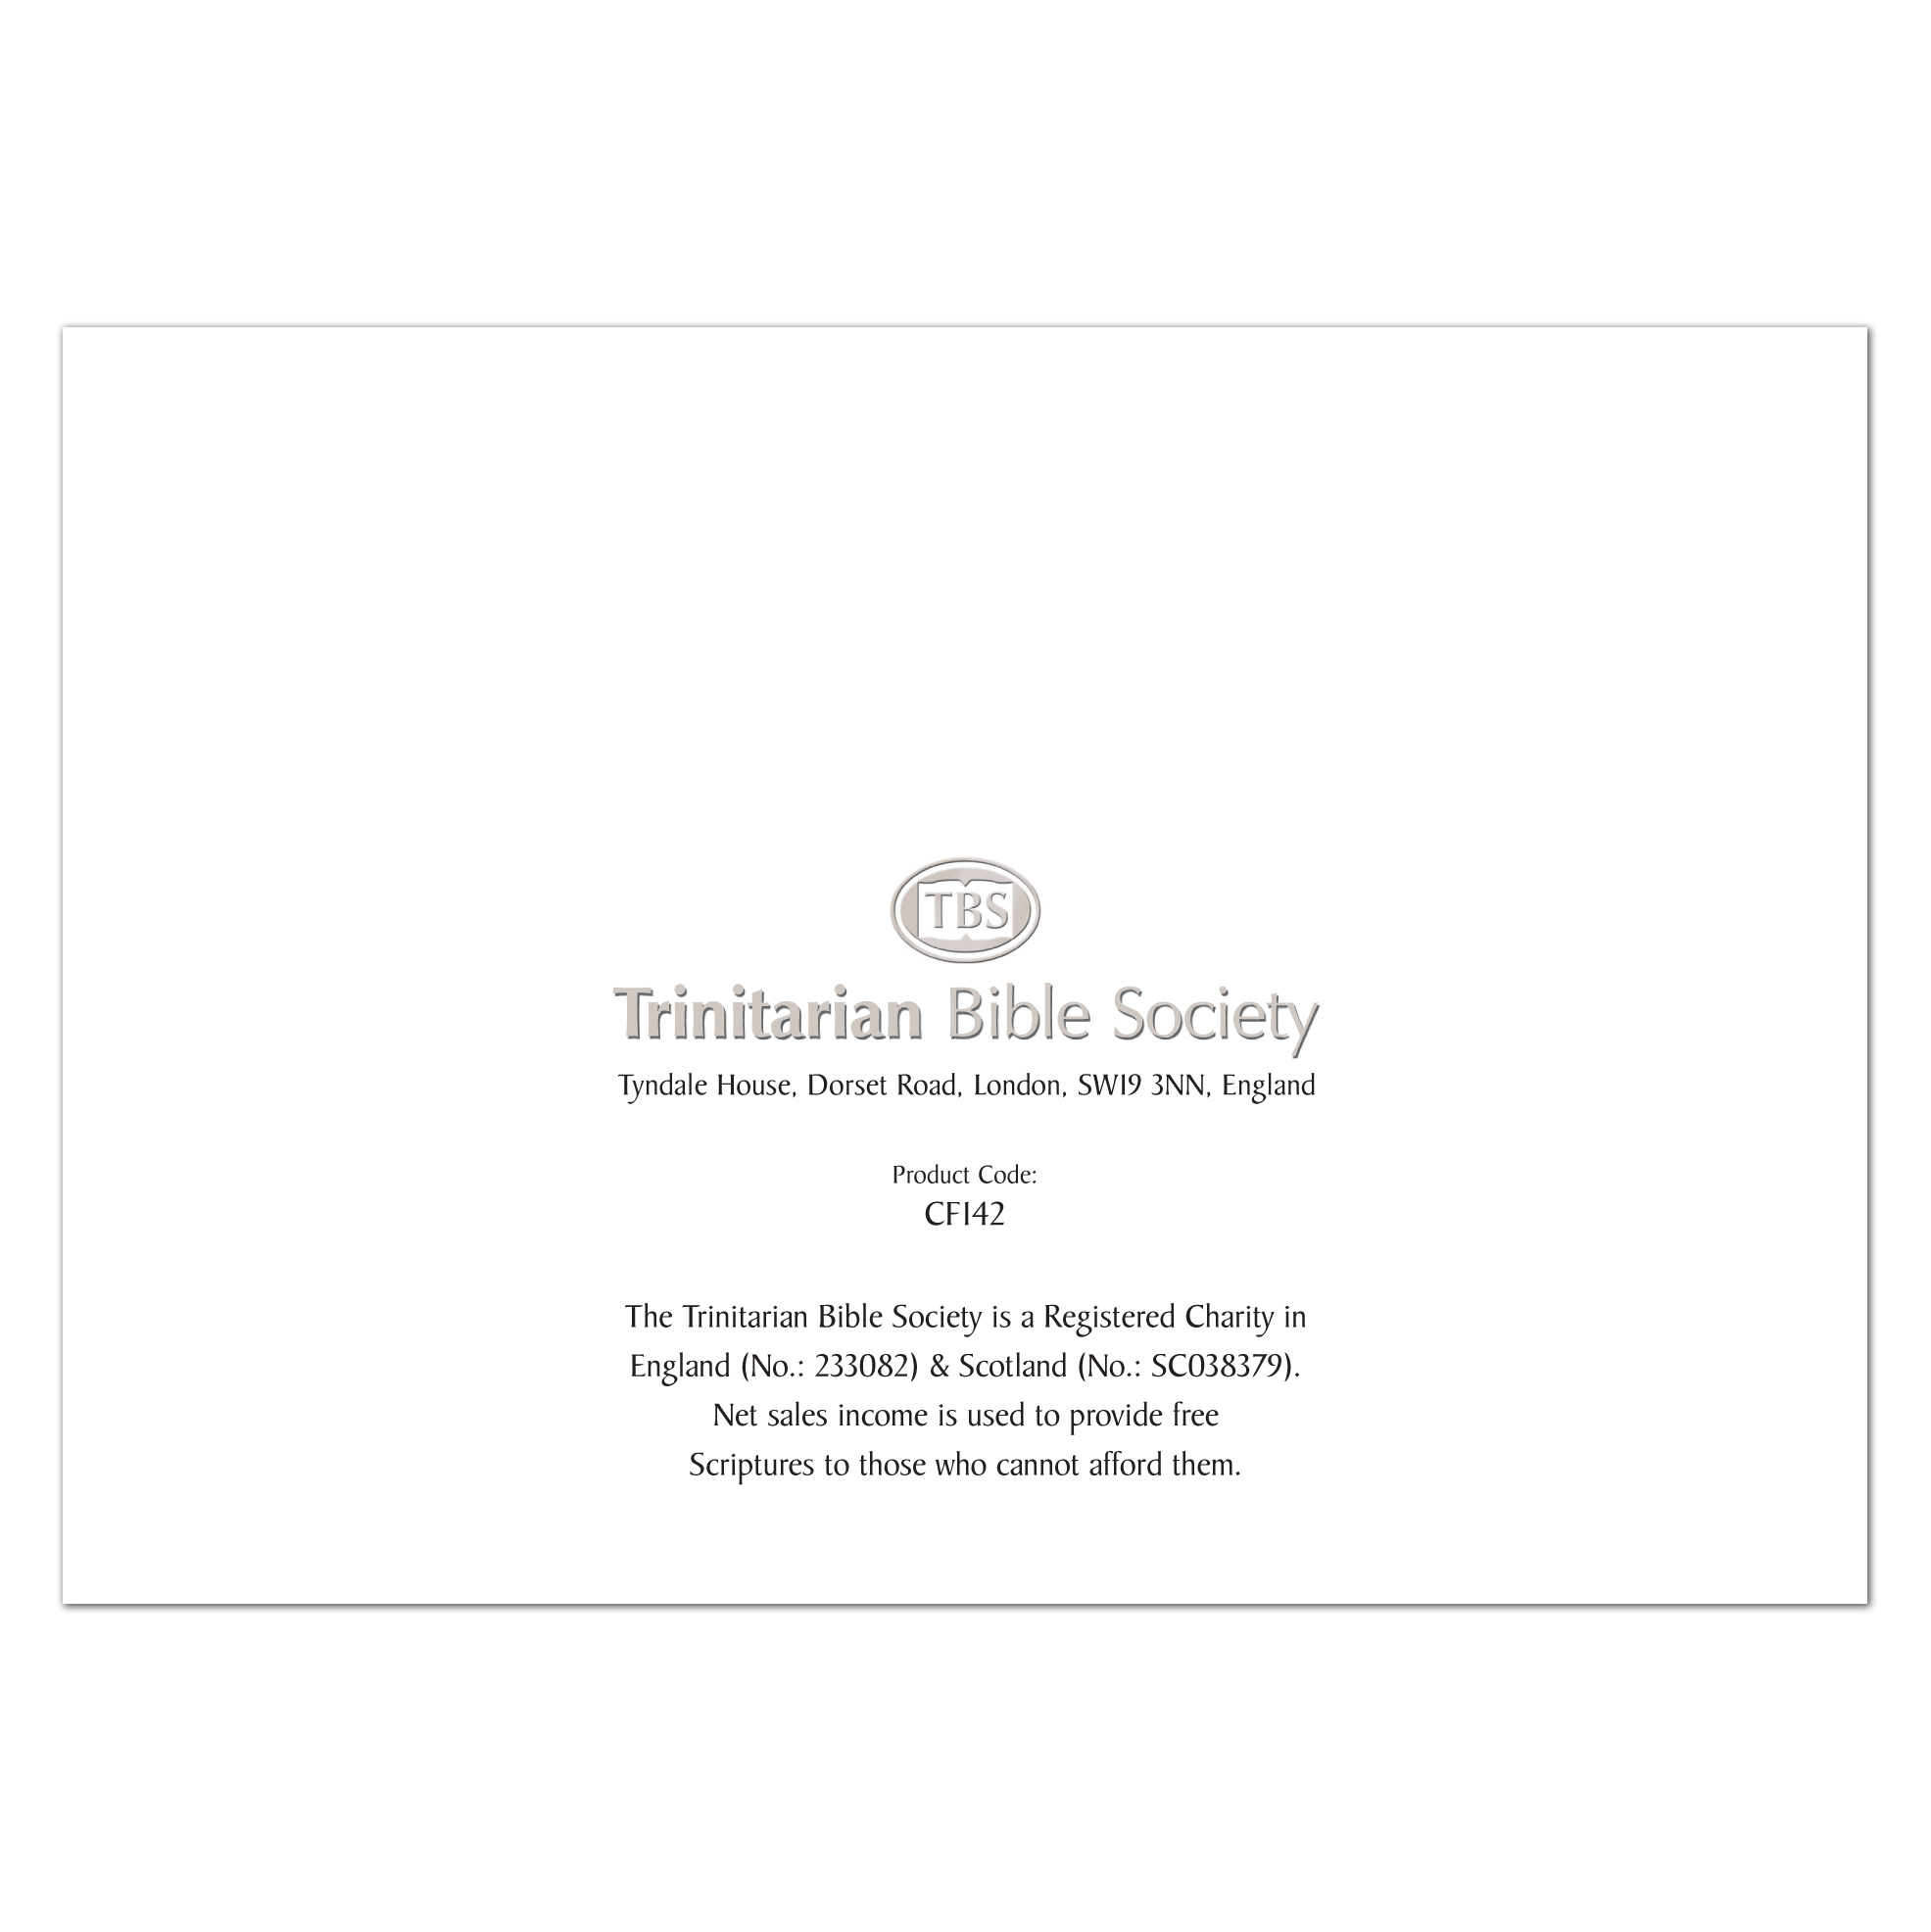 TBS
Trinitarian Bible Society
Tyndale House, Dorset Road, London, SW19 3NN, England
Product Code:
CF142
The Trinitarian Bible Society is a Registered Charity in
England (No.: 233082) & Scotland (No.: SC038379).
Net sales income is used to provide free
Scriptures to those who cannot afford them.